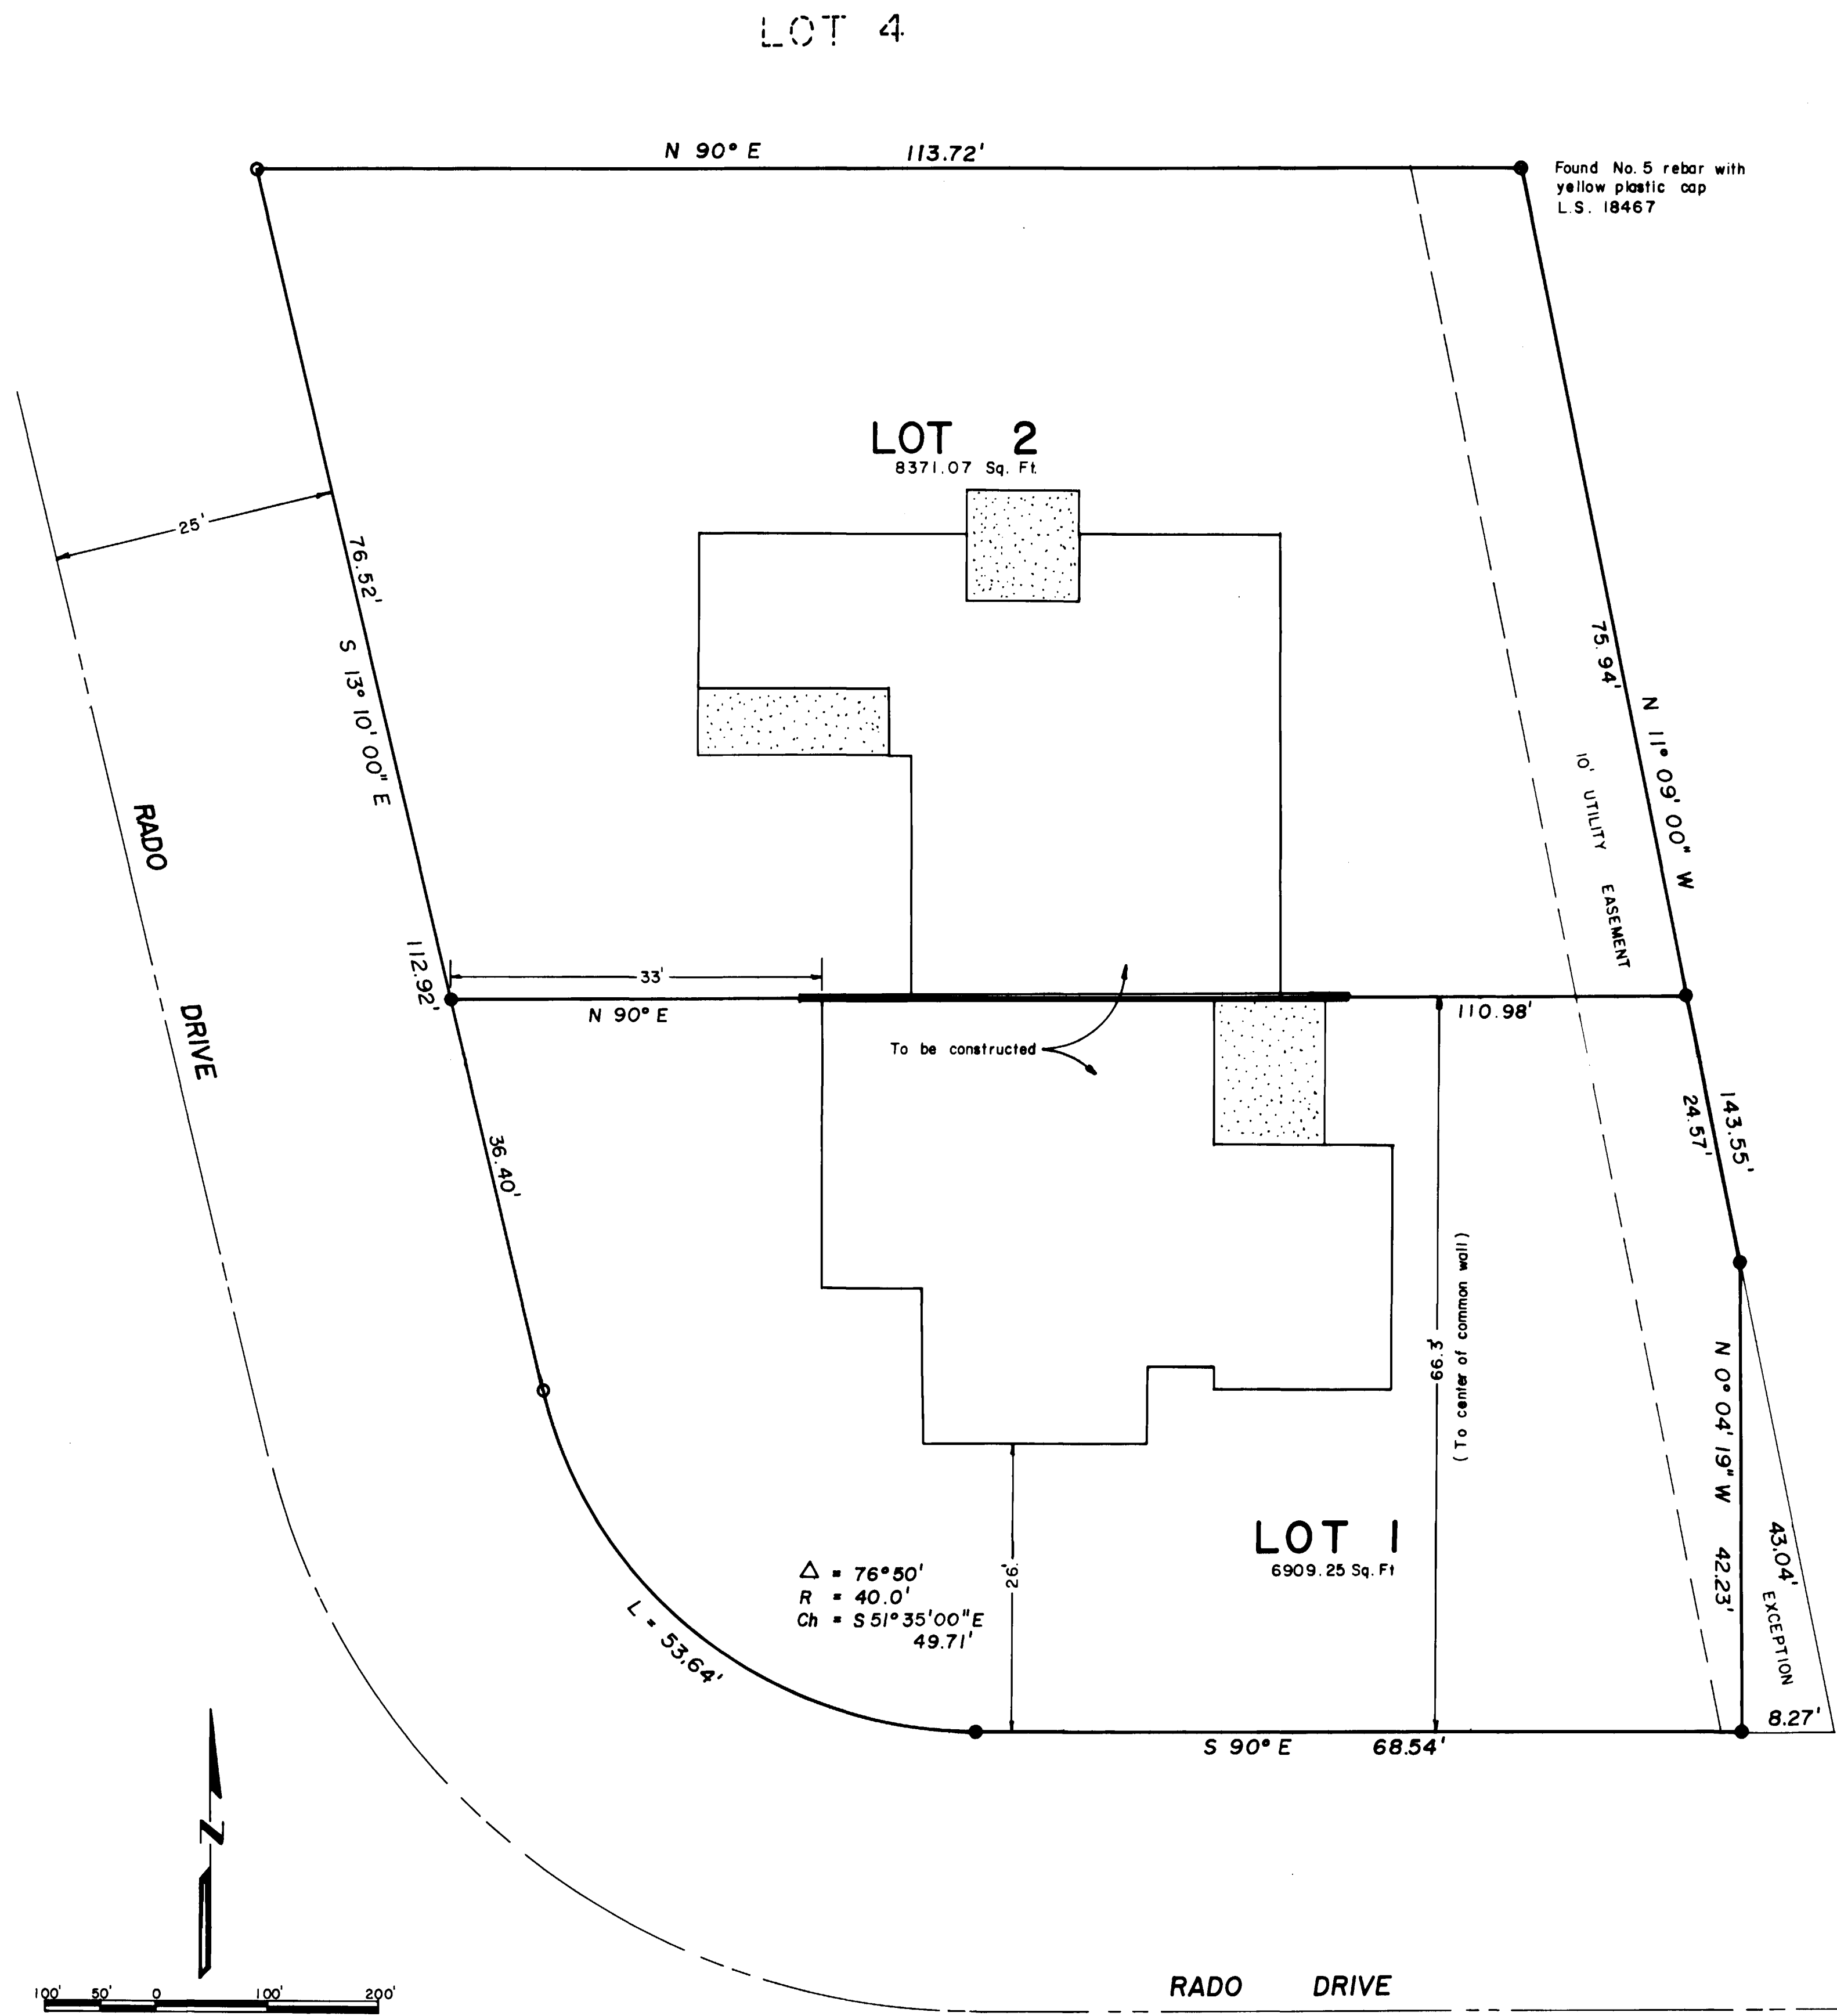 LOT 4
N 90° E 113.72'
Found No. 5 rebar with
yellow plastic cap
L.S. 18467
LOT 2
8371.07 Sq. Ft.
25'
76.52'
S 13° 10' 00" E
112.92'
75.94'
N 11° 09' 00" W
10' UTILITY EASEMENT
RADO DRIVE
33'
N 90° E
110.98'
To be constructed
36.40'
24.57'
143.55'
66.3'
(To center of common wall)
N 0° 04' 19" W 42.23'
43.04'
EXCEPTION
8.27'
LOT 1
6909.25 Sq. Ft
26'
Δ = 76°50'
R = 40.0'
Ch = S 51° 35' 00" E
49.71'
L = 53.64'
S 90° E 68.54'
N
100' 50' 0 100' 200'
RADO DRIVE